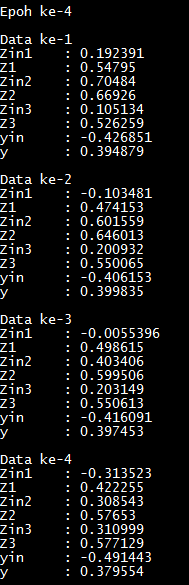 Epoh ke-4
Data ke-1
Zin1 : 0.192391
Z1 : 0.54795
Zin2 : 0.70484
Z2 : 0.66926
Zin3 : 0.105134
Z3 : 0.526259
yin : -0.426851
y : 0.394879
Data ke-2
Zin1 : -0.103481
Z1 : 0.474153
Zin2 : 0.601559
Z2 : 0.646013
Zin3 : 0.200932
Z3 : 0.550065
yin : -0.406153
y : 0.399835
Data ke-3
Zin1 : -0.0055396
Z1 : 0.498615
Zin2 : 0.403406
Z2 : 0.599506
Zin3 : 0.203149
Z3 : 0.550613
yin : -0.416091
y : 0.397453
Data ke-4
Zin1 : -0.313523
Z1 : 0.422255
Zin2 : 0.308543
Z2 : 0.57653
Zin3 : 0.310999
Z3 : 0.577129
yin : -0.491443
y : 0.379554